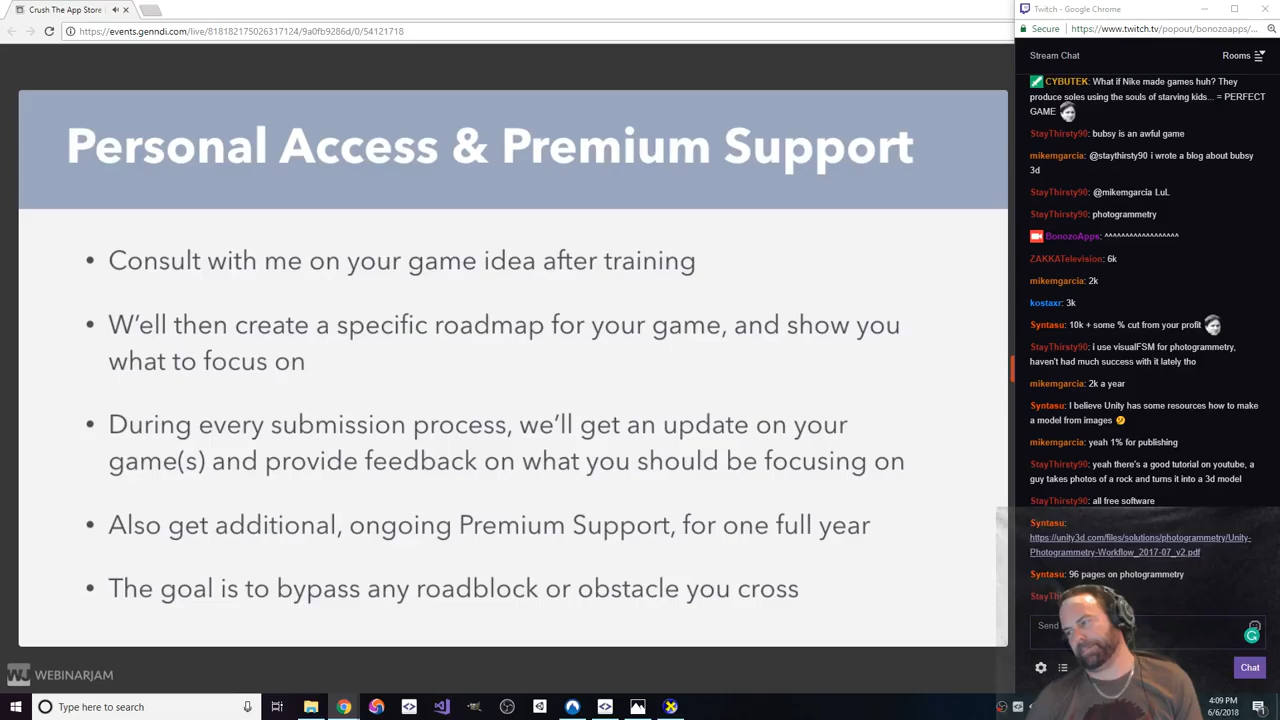 Crush The App Store
Twitch - Google Chrome
https://events.genndi.com/live/818182175026317124/9a0fb9286d/0/54121718
Secure
https://www.twitch.tv/popout/bonozoapps/...
Stream Chat
Rooms
Personal Access & Premium Support
• Consult with me on your game idea after training
• W'ell then create a specific roadmap for your game, and show you
what to focus on
• During every submission process, we'll get an update on your
game(s) and provide feedback on what you should be focusing on
• Also get additional, ongoing Premium Support, for one full year
• The goal is to bypass any roadblock or obstacle you cross
WJ WEBINARJAM
CYBUTEK: What if Nike made games huh? They
produce soles using the souls of starving kids... = PERFECT
GAME
StayThirsty90: bubsy is an awful game
mikemgarcia: @staythirsty90 i wrote a blog about bubsy
3d
StayThirsty90: @mikemgarcia LuL
StayThirsty90: photogrammetry
BonozoApps: ^^^^^^^^^^^^^^^^^^
ZAKKATelevision: 6k
mikemgarcia: 2k
kostaxr: 3k
Syntasu: 10k + some % cut from your profit
StayThirsty90: i use visualFSM for photogrammetry,
haven't had much success with it lately tho
mikemgarcia: 2k a year
Syntasu: I believe Unity has some resources how to make
a model from images
mikemgarcia: yeah 1% for publishing
StayThirsty90: yeah there's a good tutorial on youtube, a
guy takes photos of a rock and turns it into a 3d model
StayThirsty90: all free software
Syntasu:
https://unity3d.com/files/solutions/photogrammetry/Unity-
Photogrammetry-Workflow_2017-07_v2.pdf
Syntasu: 96 pages on photogrammetry
Send
Chat
Type here to search
4:09 PM
6/6/2018